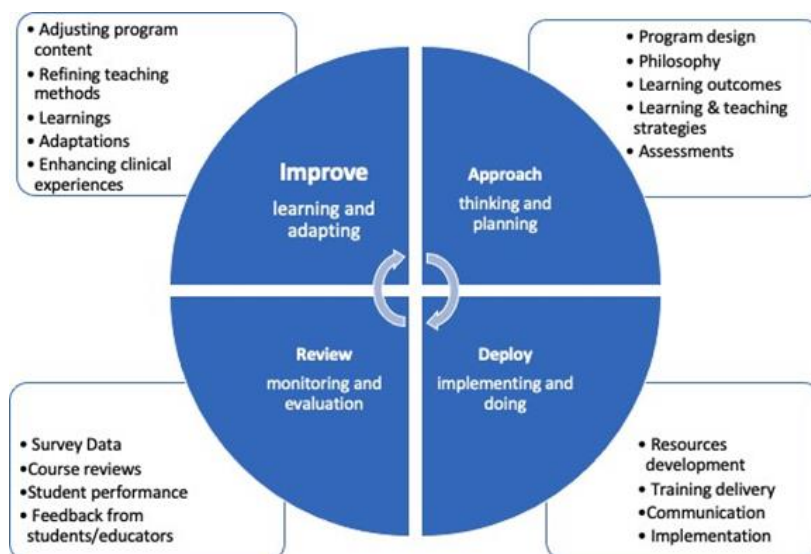 • Adjusting program
content
• Refining teaching
methods
• Learnings
• Adaptations
• Enhancing clinical
experiences
• Program design
• Philosophy
• Learning outcomes
• Learning & teaching
strategies
• Assessments
Improve
learning and
adapting
Approach
thinking and
planning
Review
monitoring and
evaluation
Deploy
implementing and
doing
• Survey Data
•Course reviews
•Student performance
• Feedback from
students/educators
• Resources
development
• Training delivery
•Communication
• Implementation